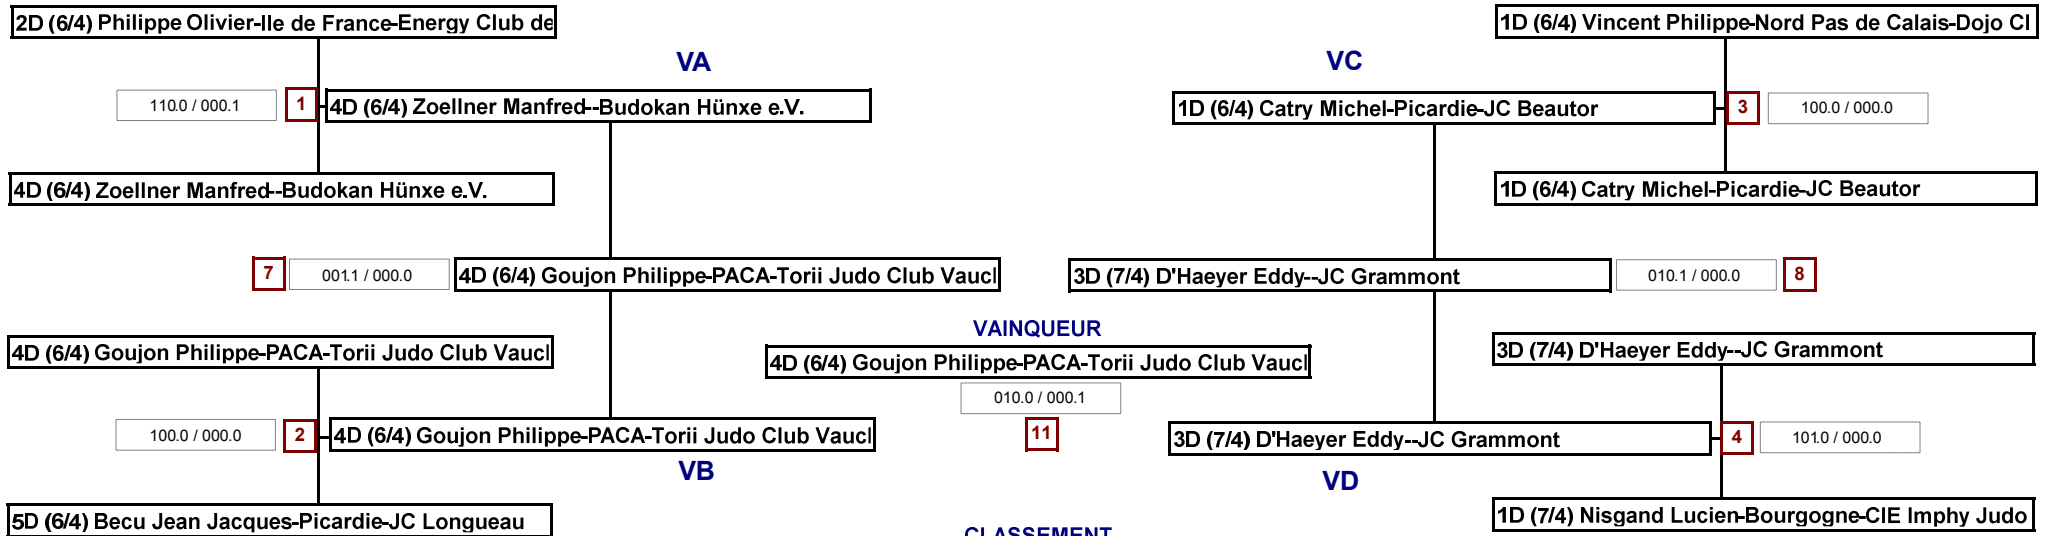 2D (6/4) Philippe Olivier-Ile de France-Energy Club de
1D (6/4) Vincent Philippe-Nord Pas de Calais-Dojo Cl
VA
VC
110.0 / 000.1
1
4D (6/4) Zoellner Manfred--Budokan Hünxe e.V.
1D (6/4) Catry Michel-Picardie-JC Beautor
3
100.0 / 000.0
4D (6/4) Zoellner Manfred--Budokan Hünxe e.V.
1D (6/4) Catry Michel-Picardie-JC Beautor
7
001.1 / 000.0
4D (6/4) Goujon Philippe-PACA-Torii Judo Club Vaucl
3D (7/4) D'Haeyer Eddy--JC Grammont
010.1 / 000.0
8
VAINQUEUR
4D (6/4) Goujon Philippe-PACA-Torii Judo Club Vaucl
4D (6/4) Goujon Philippe-PACA-Torii Judo Club Vaucl
3D (7/4) D'Haeyer Eddy--JC Grammont
010.0 / 000.1
100.0 / 000.0
2
4D (6/4) Goujon Philippe-PACA-Torii Judo Club Vaucl
11
3D (7/4) D'Haeyer Eddy--JC Grammont
4
101.0 / 000.0
VB
VD
5D (6/4) Becu Jean Jacques-Picardie-JC Longueau
1D (7/4) Nisgand Lucien-Bourgogne-CIE Imphy Judo
CLASSEMENT